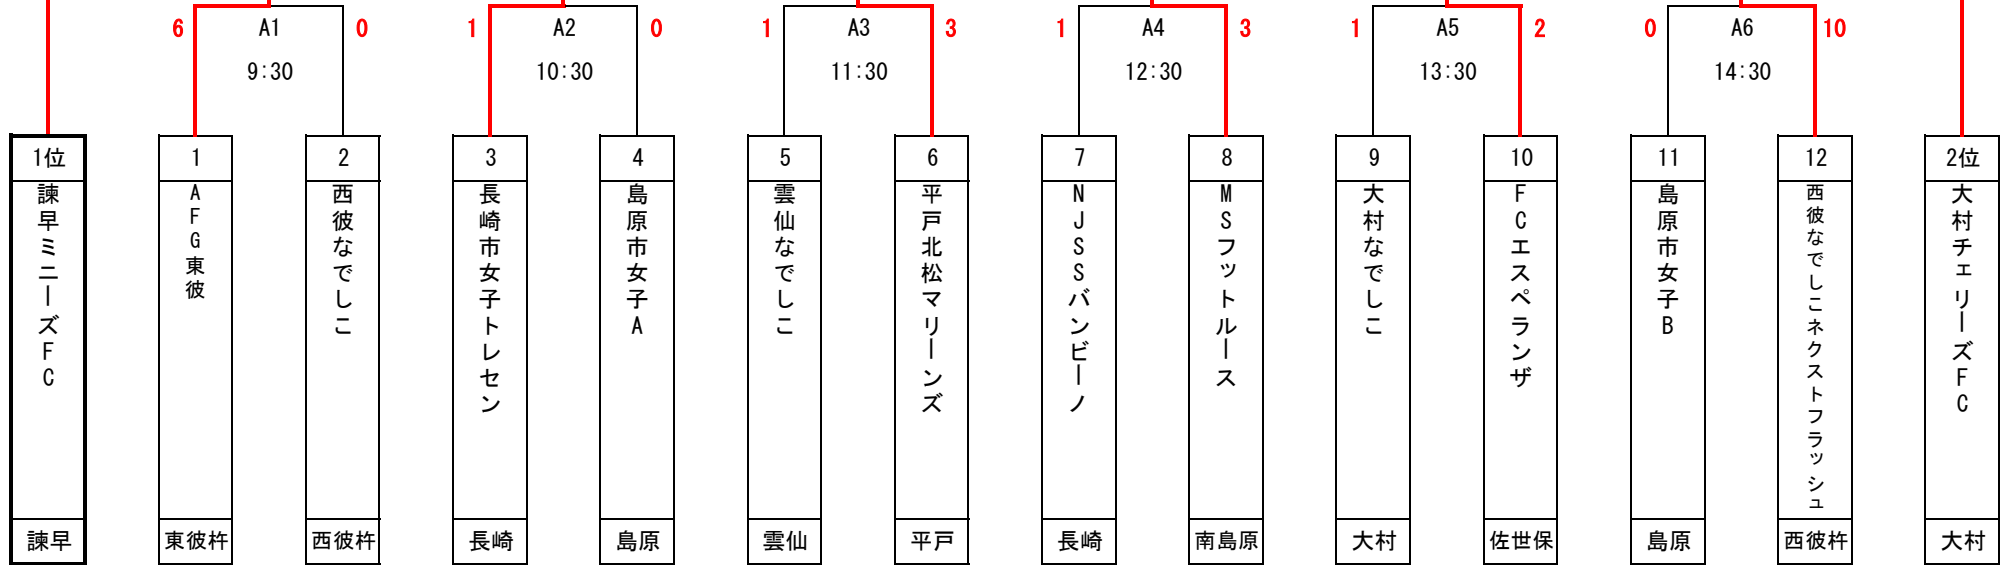 6 A1 0
1 A2 0
1 A3 3
1 A4 3
1 A5 2
0 A6 10
9:30
10:30
11:30
12:30
13:30
14:30
1位
1
2
3
4
5
6
7
8
9
10
11
12
2位
諫早ミニーズFC
AFG東彼
西彼なでしこ
長崎市女子トレセン
島原市女子A
雲仙なでしこ
平戸北松マリーンズ
NJSSバンビーノ
MSフットルース
大村なでしこ
FCエスペランザ
島原市女子B
西彼なでしこネクストフラッシュ
大村チェリーズFC
諫早
東彼杵
西彼杵
長崎
島原
雲仙
平戸
長崎
南島原
大村
佐世保
島原
西彼杵
大村